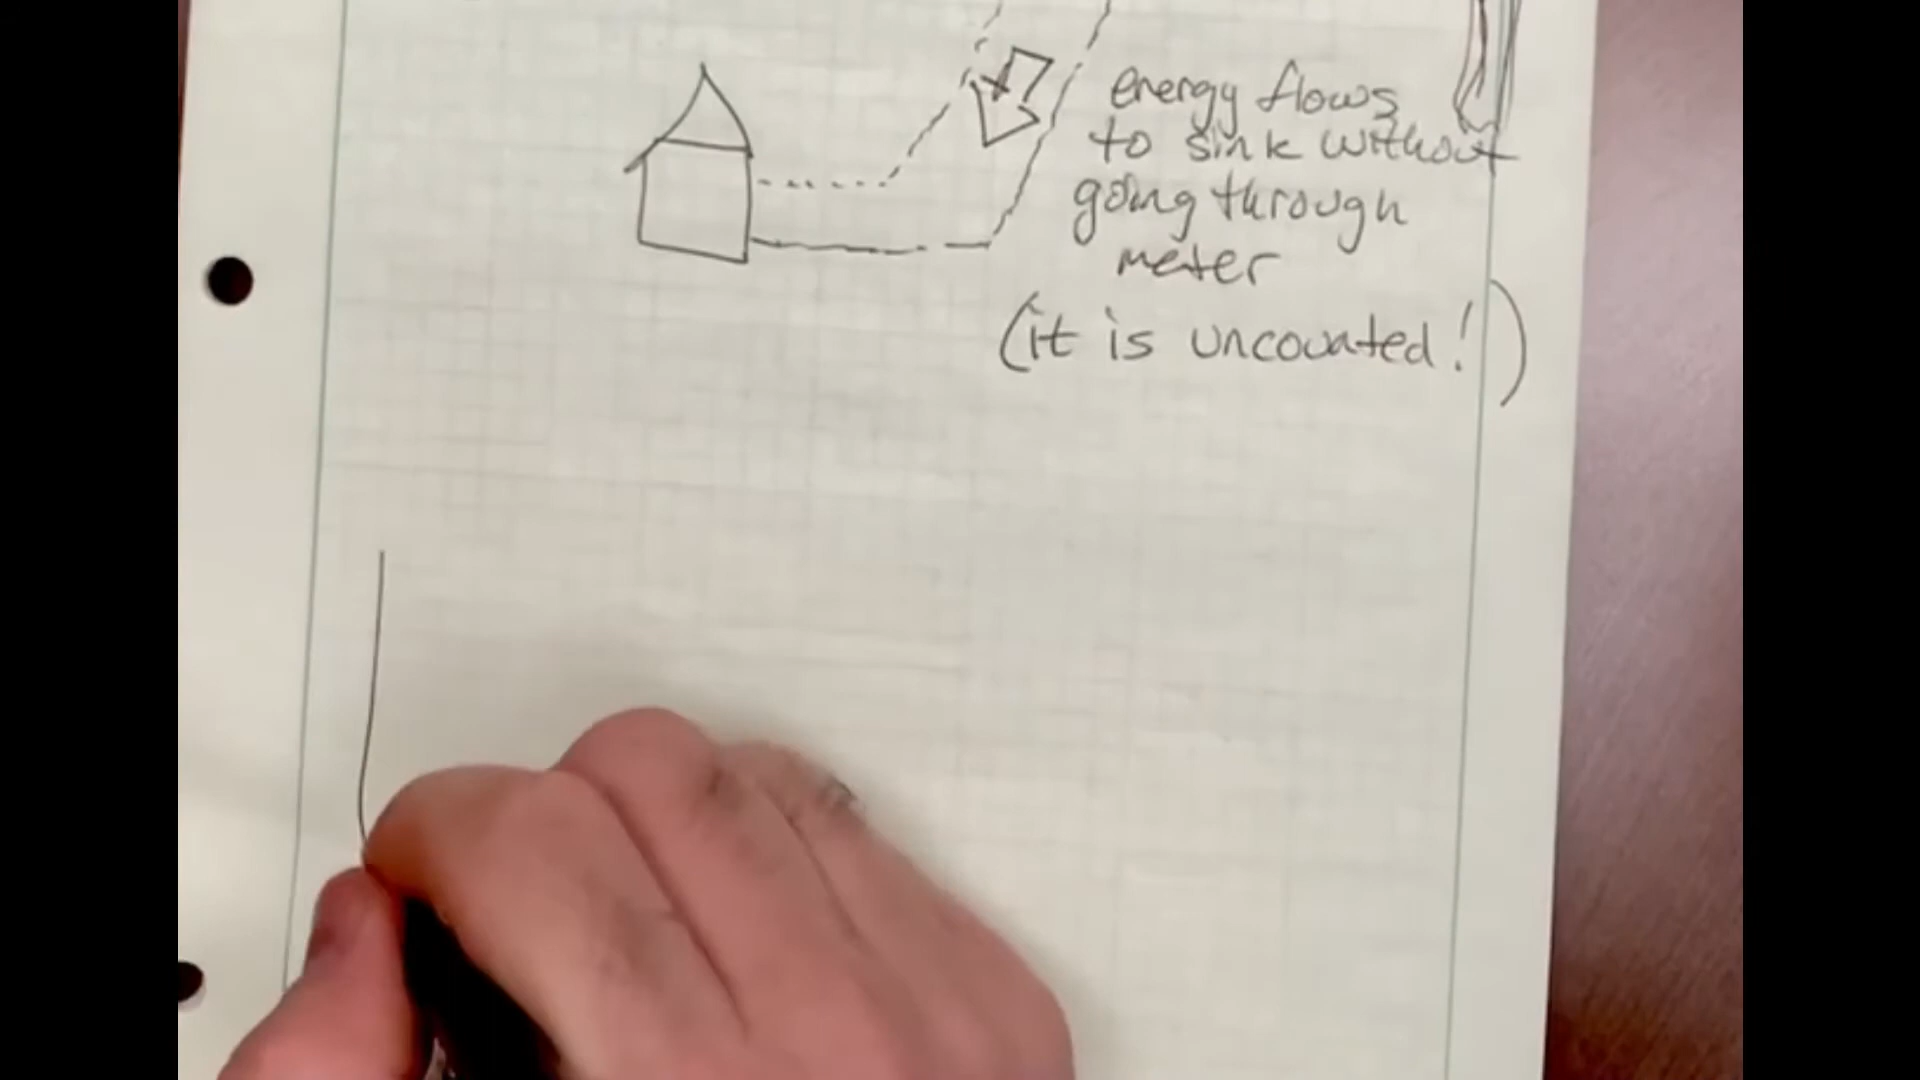 energy flows
to sink without
going through
meter
(it is uncounted!)